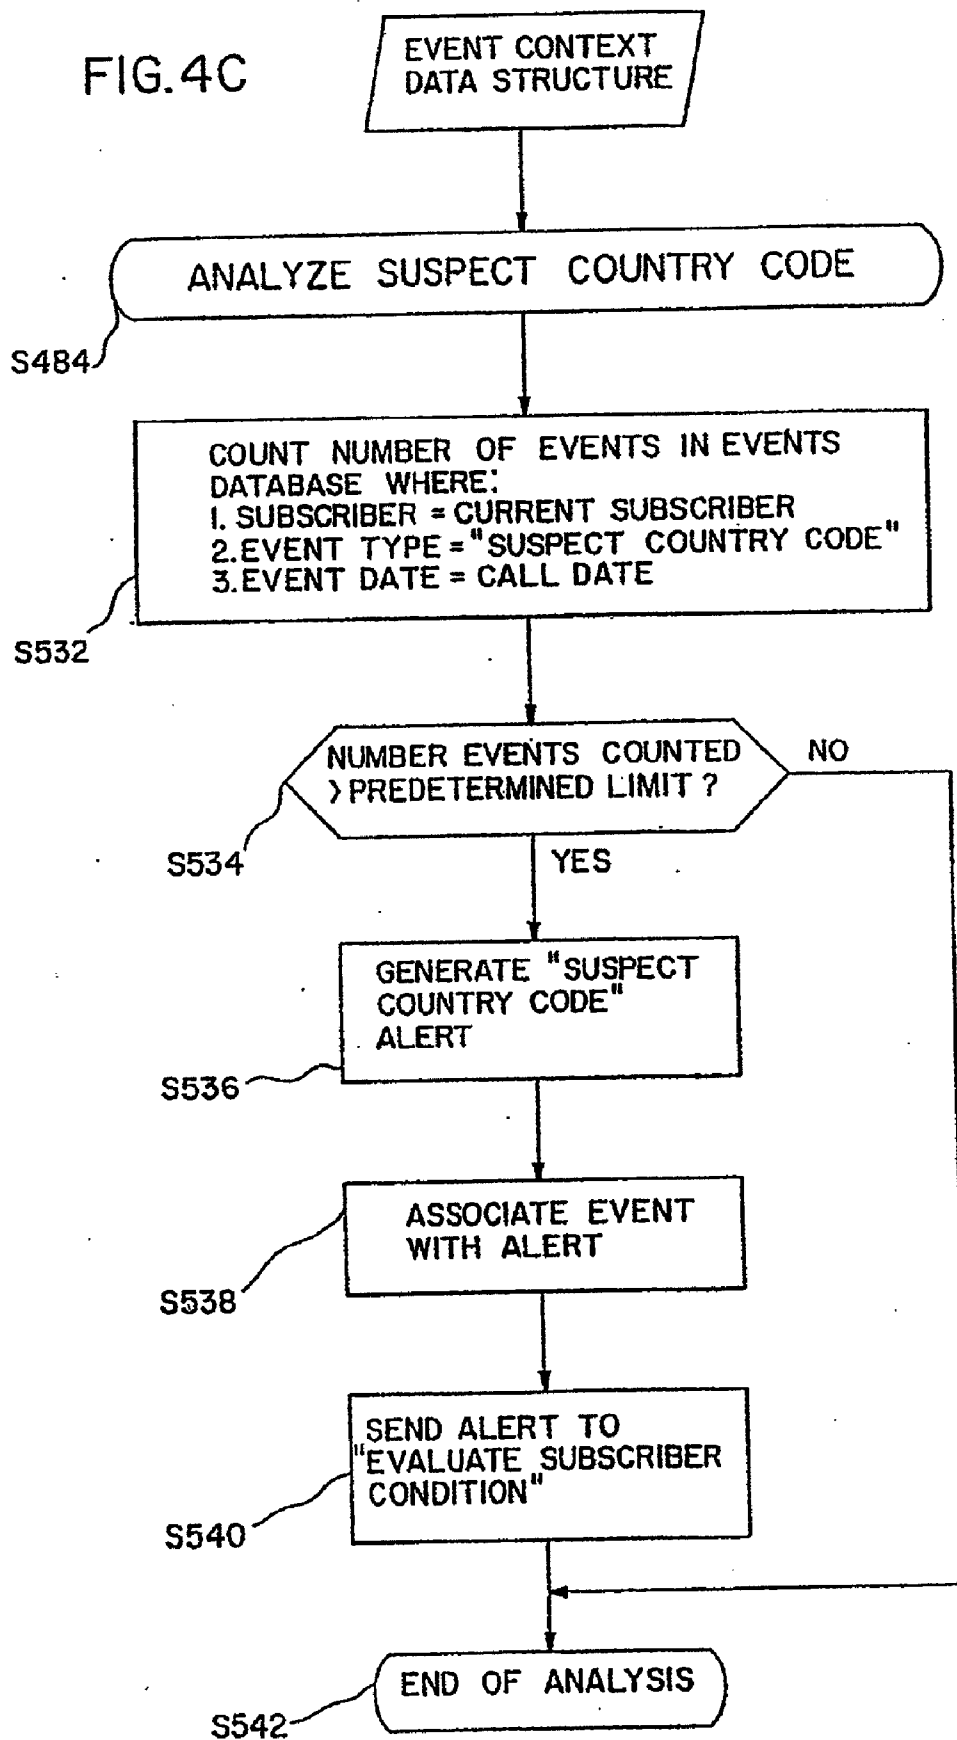 FIG.4C
EVENT CONTEXT
DATA STRUCTURE
ANALYZE SUSPECT COUNTRY CODE
S484
COUNT NUMBER OF EVENTS IN EVENTS
DATABASE WHERE:
1. SUBSCRIBER = CURRENT SUBSCRIBER
2. EVENT TYPE = "SUSPECT COUNTRY CODE"
3. EVENT DATE = CALL DATE
S532
NUMBER EVENTS COUNTED
> PREDETERMINED LIMIT ?
NO
S534
YES
GENERATE "SUSPECT
COUNTRY CODE"
ALERT
S536
ASSOCIATE EVENT
WITH ALERT
S538
SEND ALERT TO
"EVALUATE SUBSCRIBER
CONDITION"
S540
END OF ANALYSIS
S542